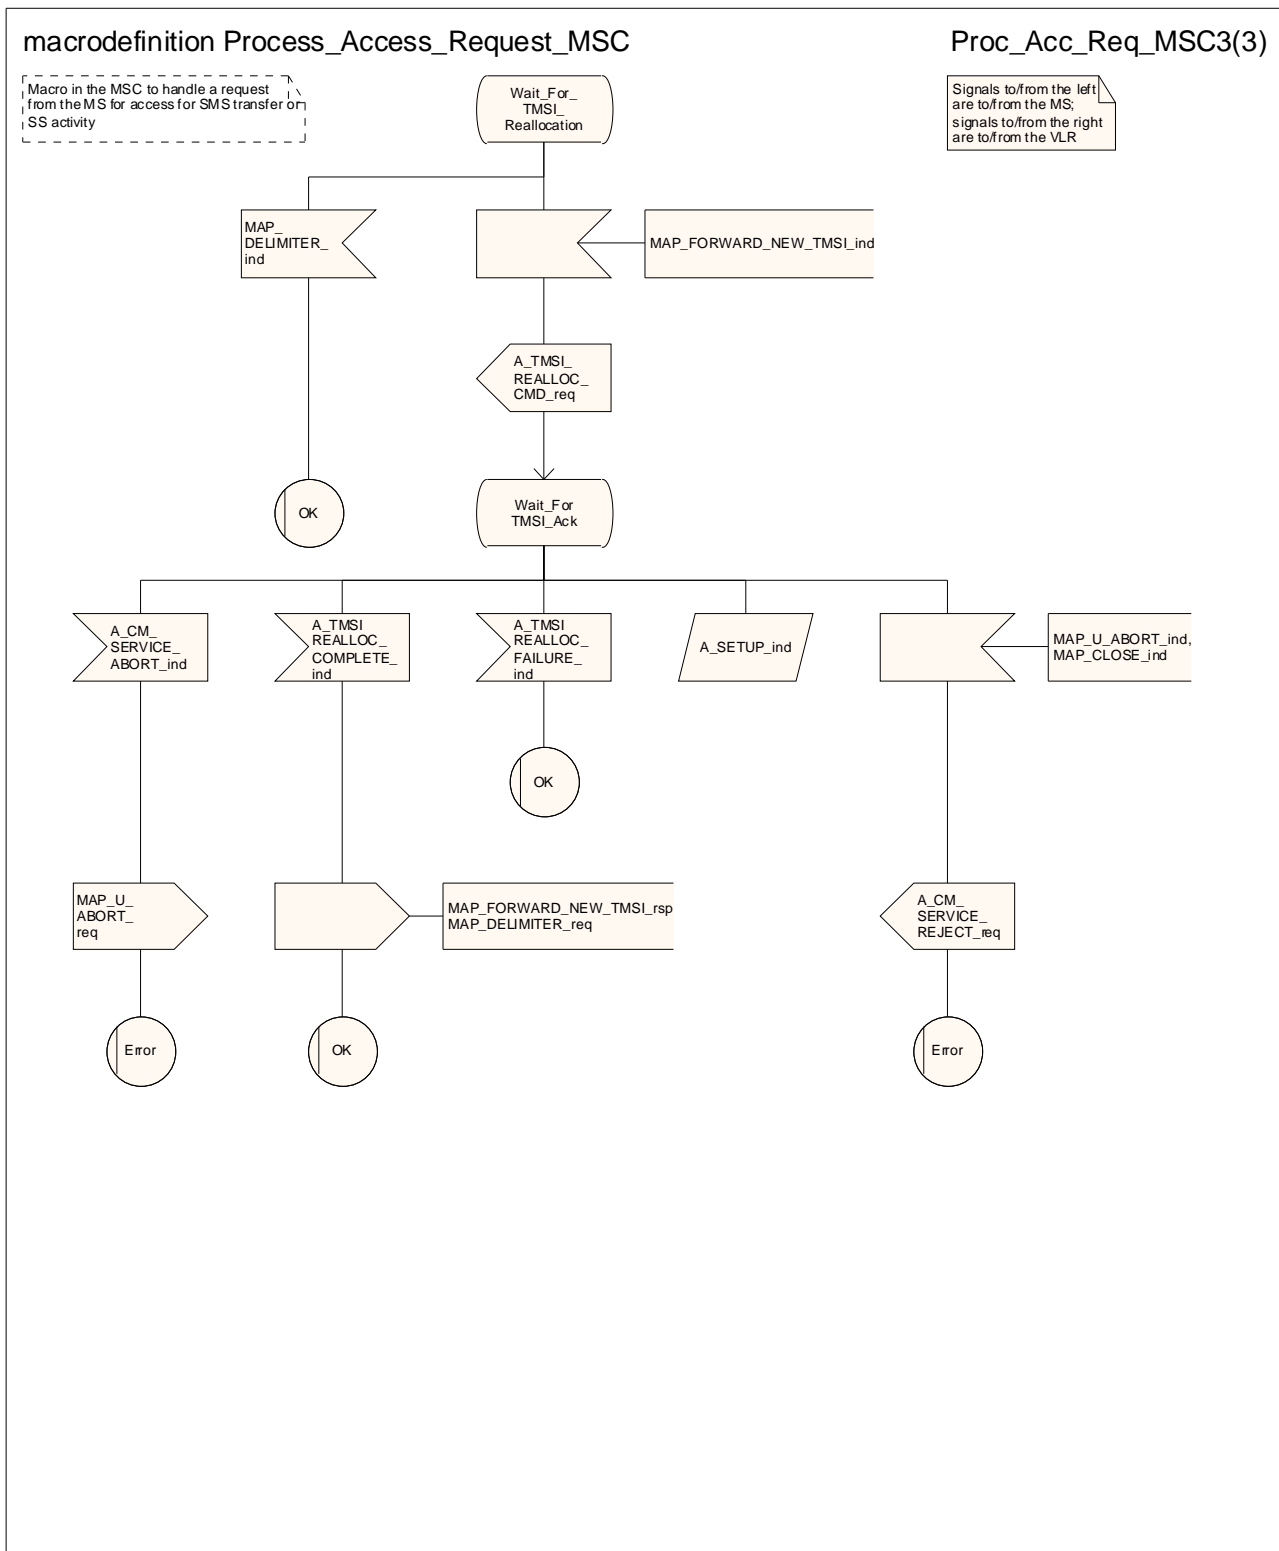 macrodefinition Process_Access_Request_MSC
Proc_Acc_Req_MSC3(3)
Macro in the MSC to handle a request
from the MS for access for SMS transfer or
SS activity
Wait_For_
TMSI_
Reallocation
Signals to/from the left
are to/from the MS;
signals to/from the right
are to/from the VLR
MAP_
DELIMITER_
ind
MAP_FORWARD_NEW_TMSI_ind
A_TMSI_
REALLOC_
CMD_req
OK
Wait_For
TMSI_Ack
A_CM_
SERVICE_
ABORT_ind
A_TMSI
REALLOC_
COMPLETE_
ind
A_TMSI
REALLOC_
FAILURE_
ind
A_SETUP_ind
MAP_U_ABORT_ind,
MAP_CLOSE_ind
OK
MAP_U_
ABORT_
req
MAP_FORWARD_NEW_TMSI_rsp
MAP_DELIMITER_req
A_CM_
SERVICE_
REJECT_req
Error
OK
Error